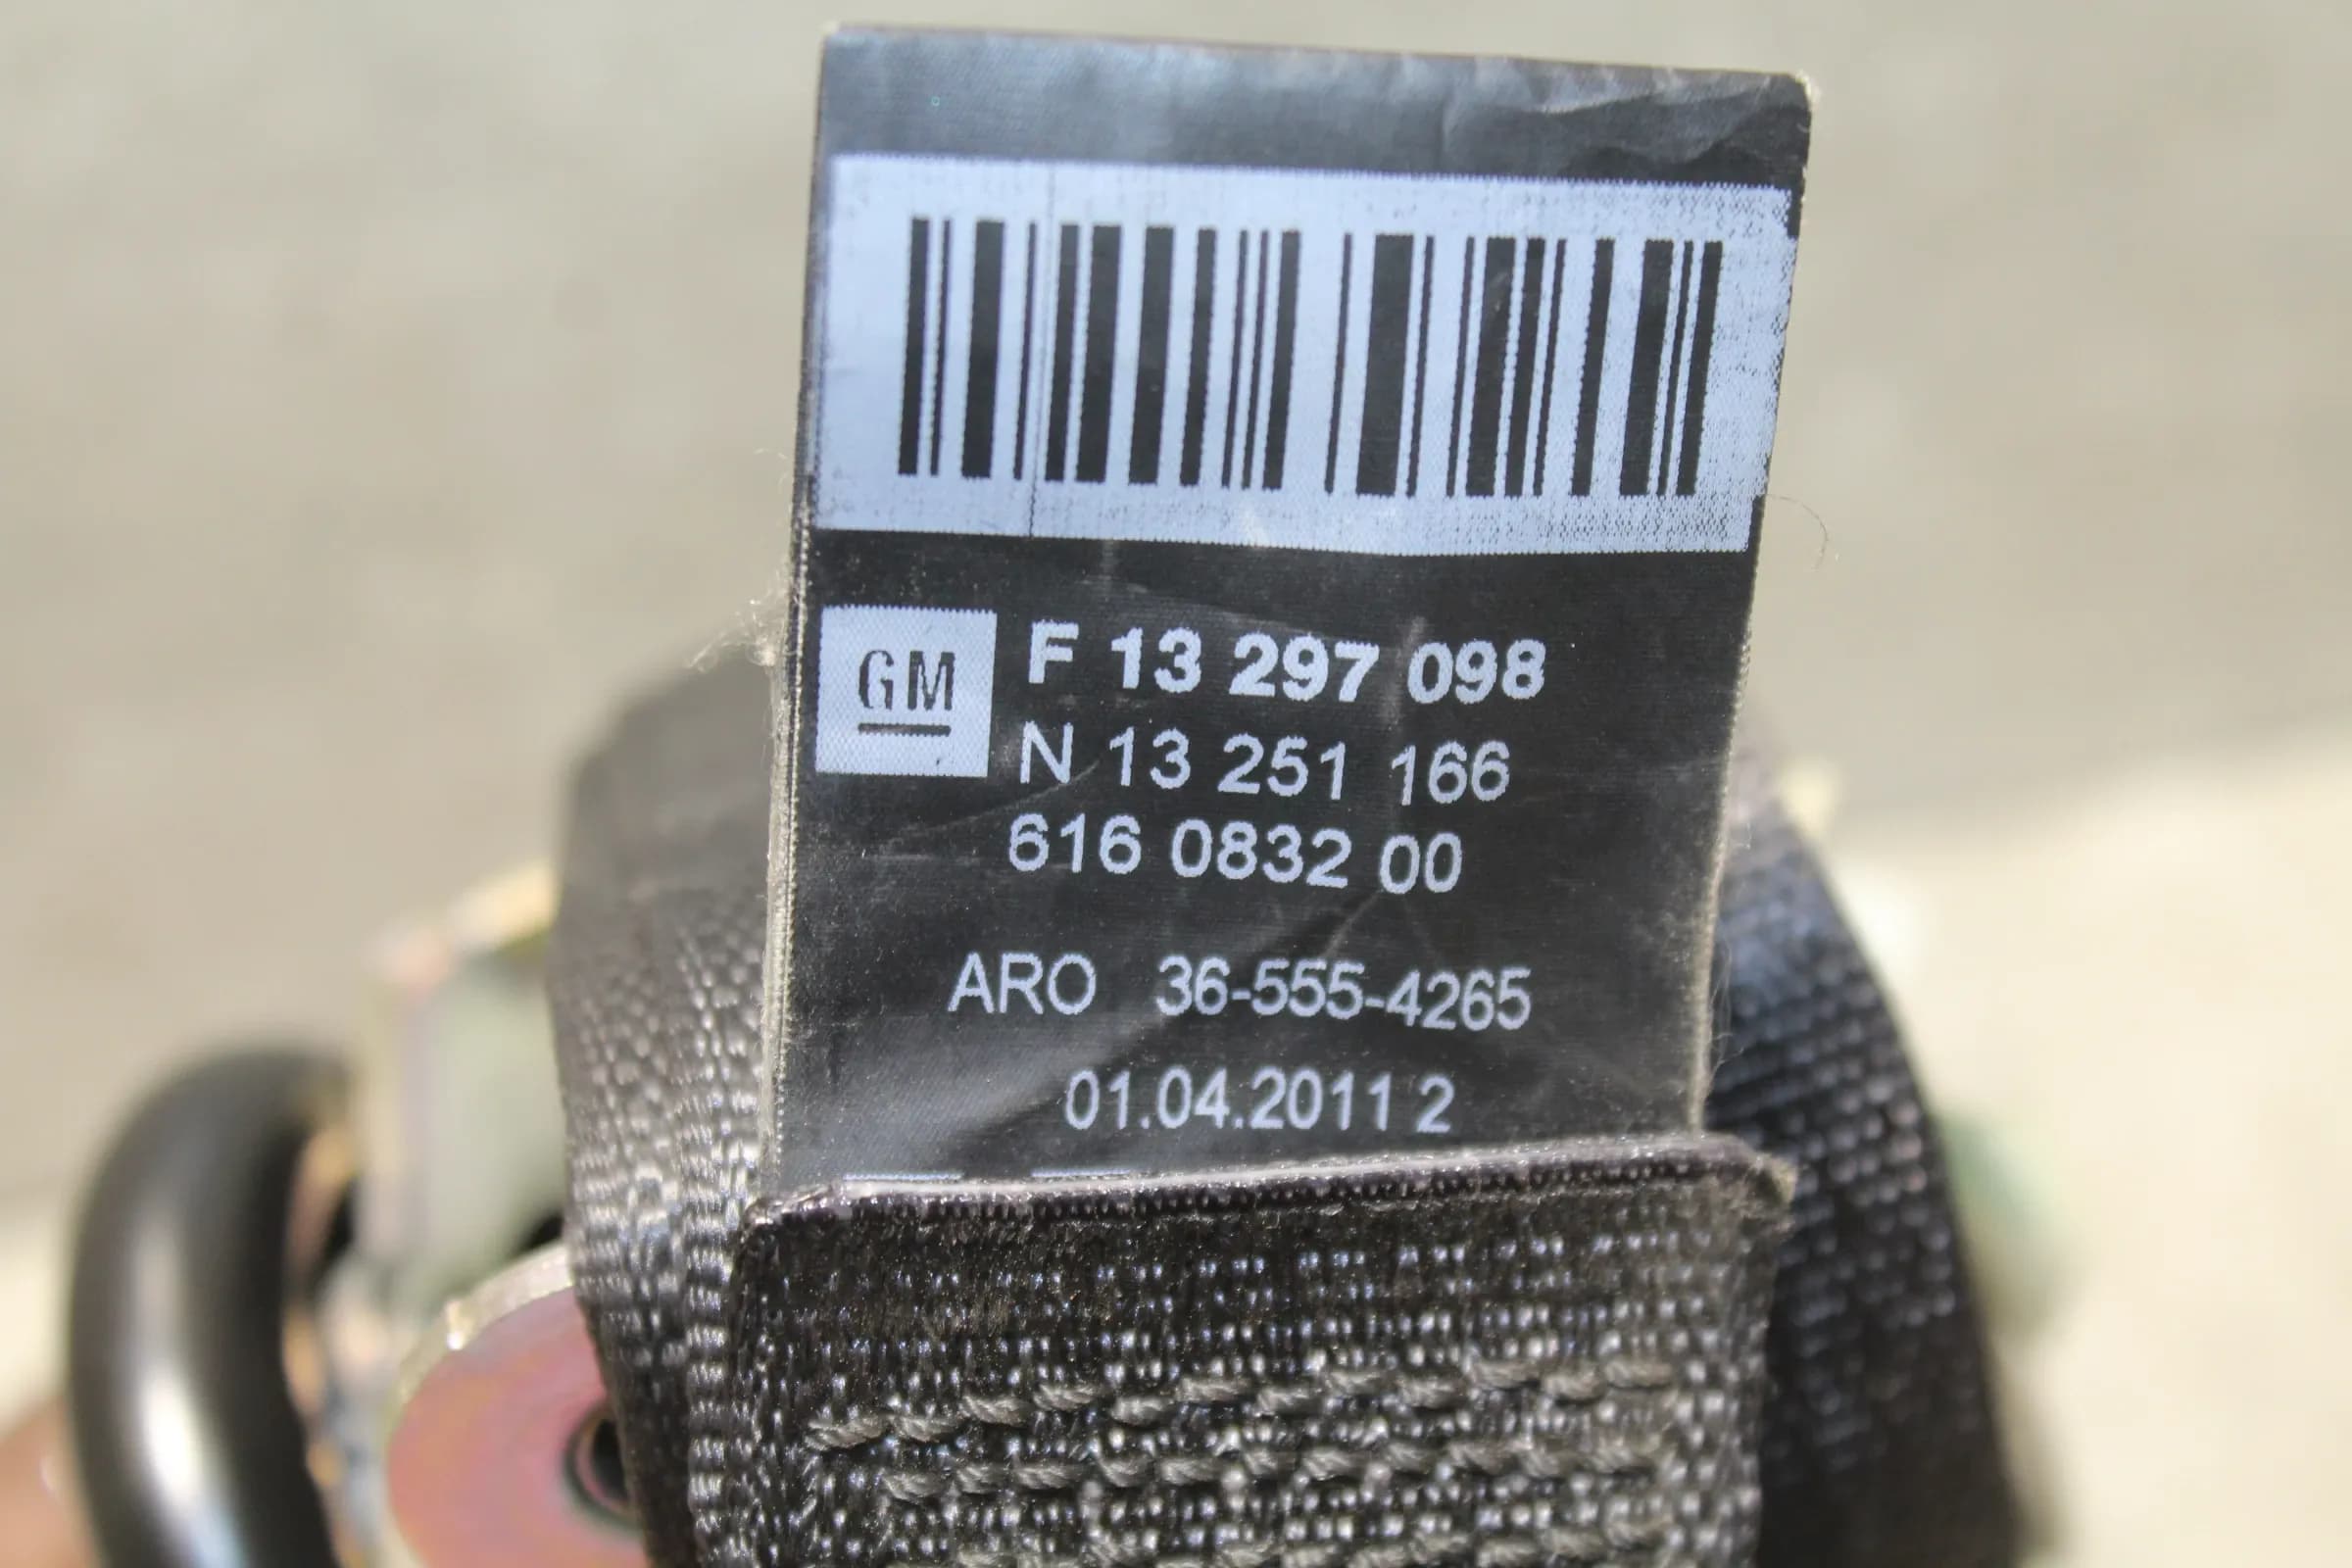 GM
F 13 297 098
N 13 251 166
616 0832 00
ARO 36-555-4265
01.04.2011 2